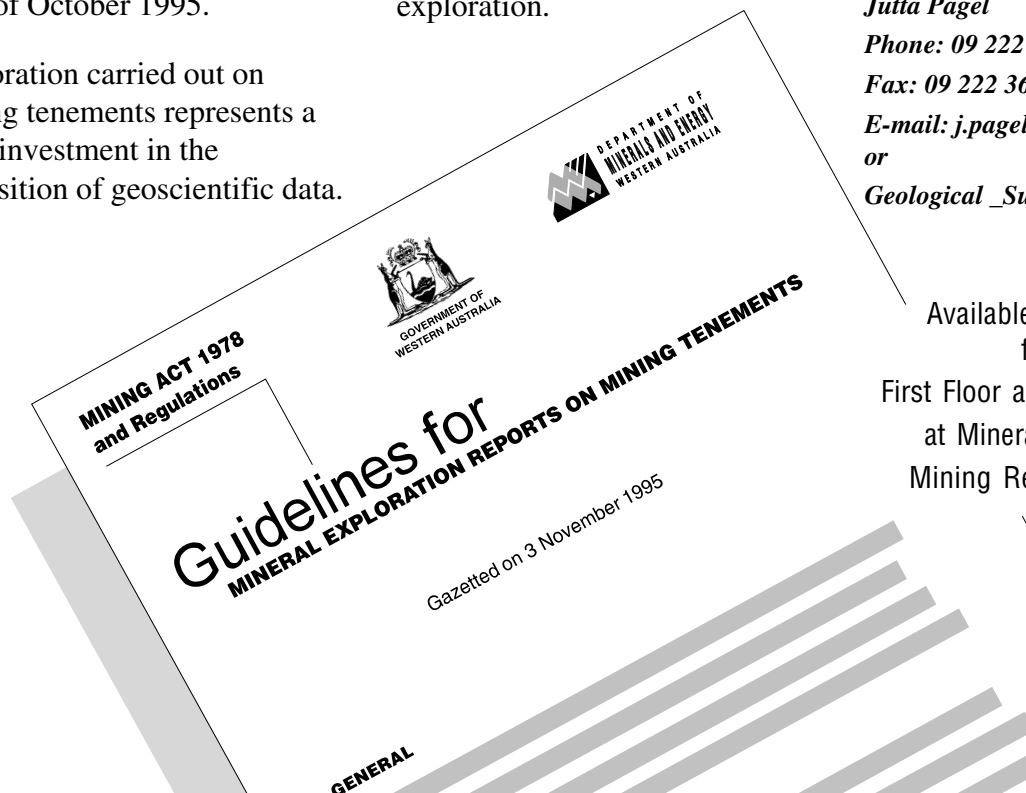 of October 1995.
oration carried out on
ng tenements represents a
investment in the
sition of geoscientific data.
exploration.
Jutta Pagel
Phone: 09 222
Fax: 09 222 36
E-mail: j.pagel
or
Geological _Su
DEPARTMENT OF
MINERALS AND ENERGY
WESTERN AUSTRALIA
GOVERNMENT OF
WESTERN AUSTRALIA
MINING ACT 1978
and Regulations
Guidelines for
MINERAL EXPLORATION REPORTS ON MINING TENEMENTS
Gazetted on 3 November 1995
GENERAL
Available
f
First Floor a
at Minera
Mining Re